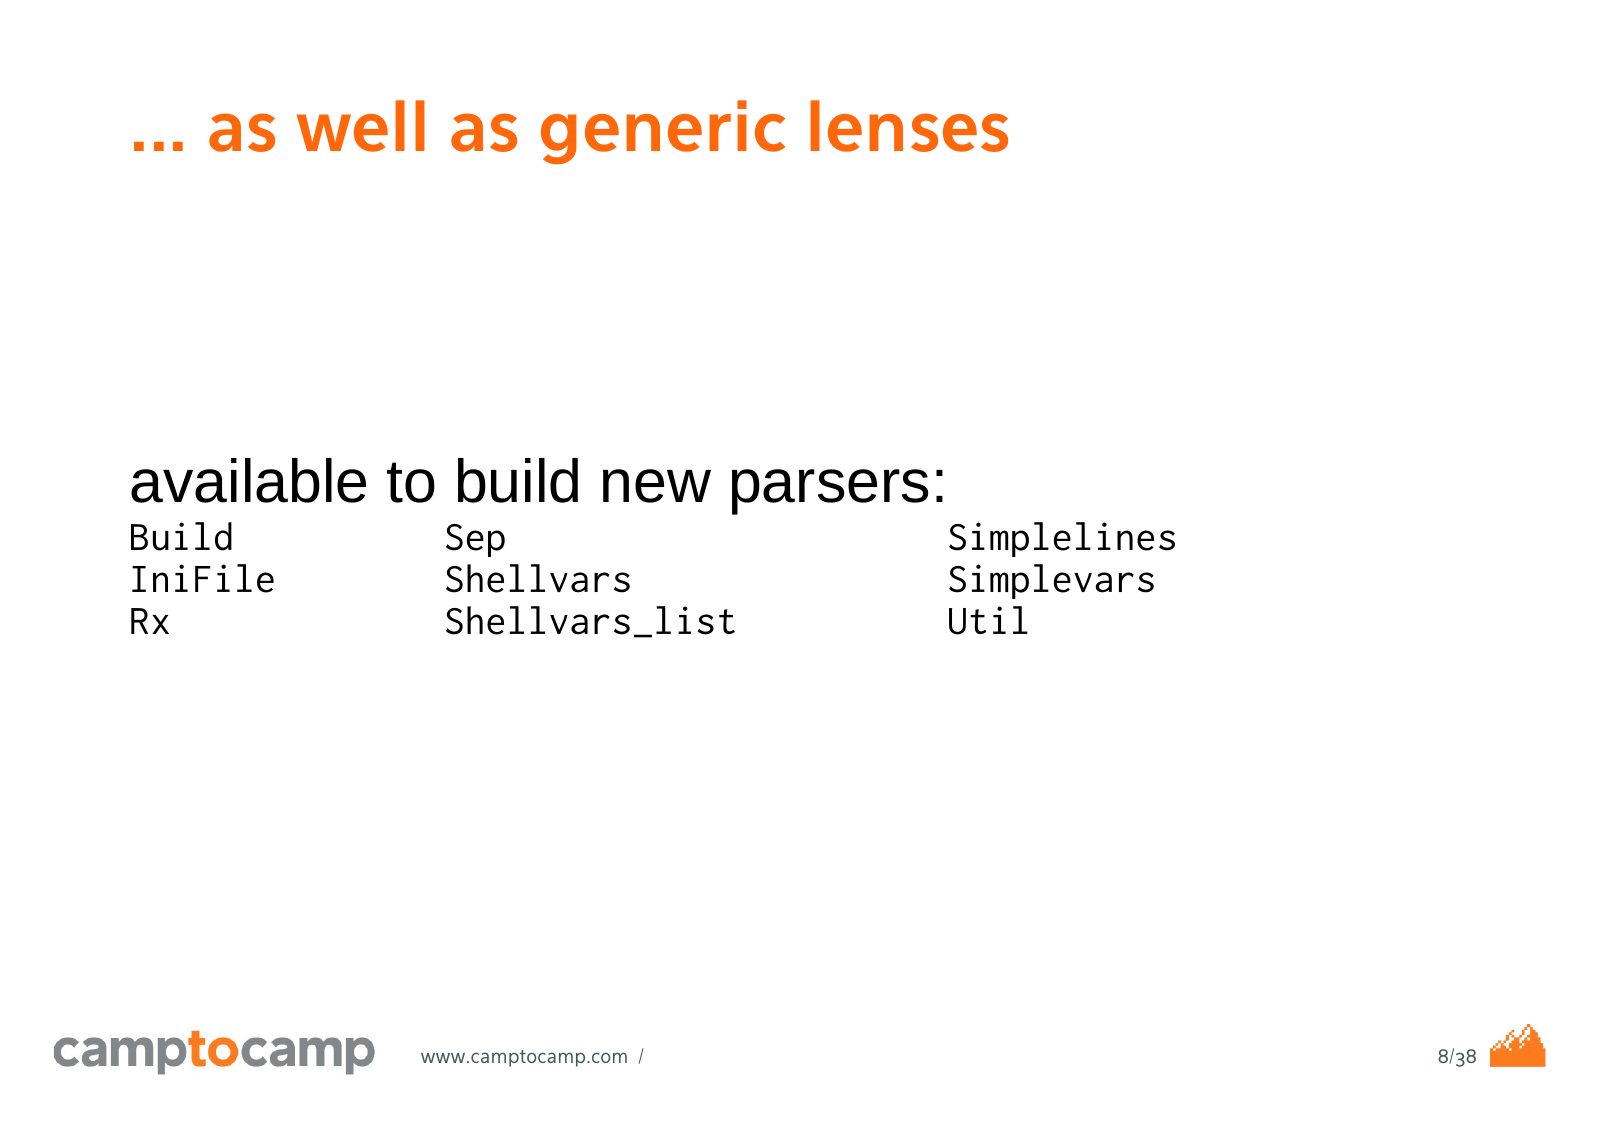 ... as well as generic lenses
available to build new parsers:
Build Sep Simplelines
IniFile Shellvars Simplevars
Rx Shellvars_list Util
camptocamp www.camptocamp.com / 8/38